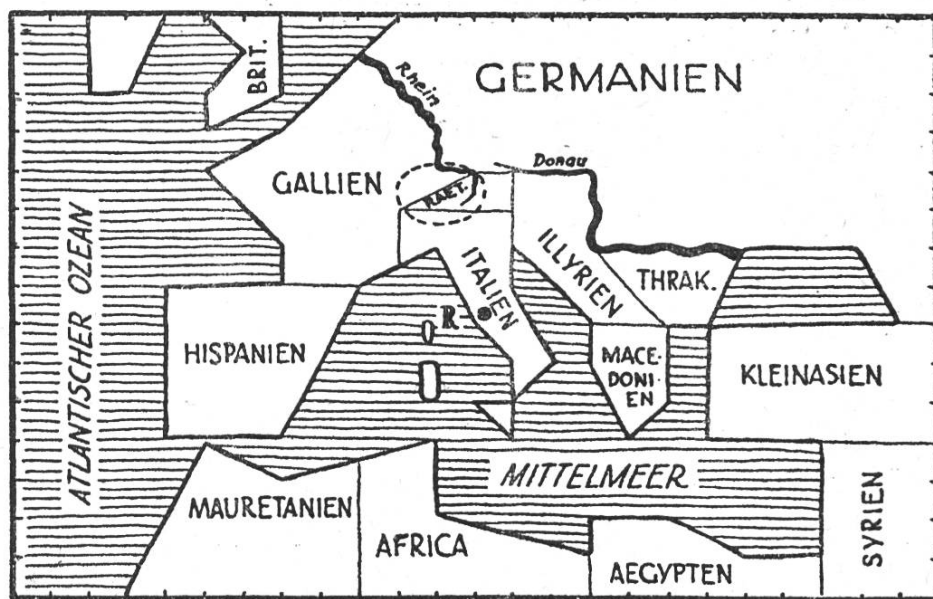 BRIT.
Rhein
GERMANIEN
Donau
GALLIEN
RAET.
ATLANTISCHER OZEAN
ITALIEN
ILLYRIEN
THRAK.
R
HISPANIEN
MACE-
DONI-
EN
KLEINASIEN
MITTELMEER
MAURETANIEN
AFRICA
AEGYPTEN
SYRIEN